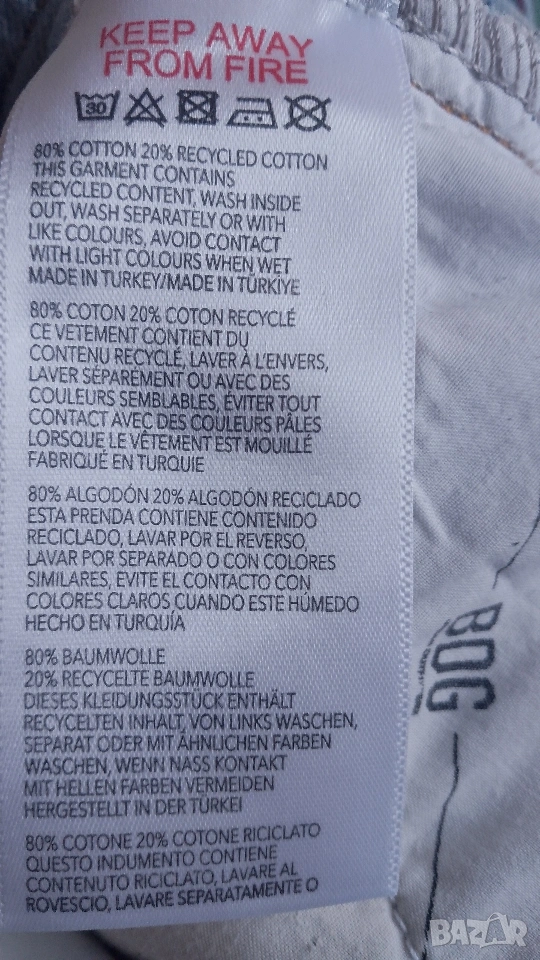 KEEP AWAY
FROM FIRE
30
80% COTTON 20% RECYCLED COTTON
THIS GARMENT CONTAINS
RECYCLED CONTENT, WASH INSIDE
OUT, WASH SEPARATELY OR WITH
LIKE COLOURS, AVOID CONTACT
WITH LIGHT COLOURS WHEN WET
MADE IN TURKEY/MADE IN TÜRKIYE
80% COTON 20% COTON RECYCLÉ
CE VETEMENT CONTIENT DU
CONTENU RECYCLÉ, LAVER À L'ENVERS,
LAVER SÉPARÉMENT OU AVEC DES
COULEURS SEMBLABLES, ÉVITER TOUT
CONTACT AVEC DES COULEURS PÂLES
LORSQUE LE VÊTEMENT EST MOUILLÉ
FABRIQUÉ EN TURQUIE
80% ALGODÓN 20% ALGODÓN RECICLADO
ESTA PRENDA CONTIENE CONTENIDO
RECICLADO, LAVAR POR EL REVERSO,
LAVAR POR SEPARADO O CON COLORES
SIMILARES, EVITE EL CONTACTO CON
COLORES CLAROS CUANDO ESTE HÚMEDO
HECHO EN TURQUÍA
80% BAUMWOLLE
20% RECYCELTE BAUMWOLLE
DIESES KLEIDUNGSSTÜCK ENTHÄLT
RECYCELTEN INHALT, VON LINKS WASCHEN,
SEPARAT ODER MIT ÄHNLICHEN FARBEN
WASCHEN, WENN NASS KONTAKT
MIT HELLEN FARBEN VERMEIDEN
HERGESTELLT IN DER TÜRKEI
80% COTONE 20% COTONE RICICLATO
QUESTO INDUMENTO CONTIENE
CONTENUTO RICICLATO, LAVARE AL
ROVESCIO, LAVARE SEPARATAMENTE O
BOG
BAZAR